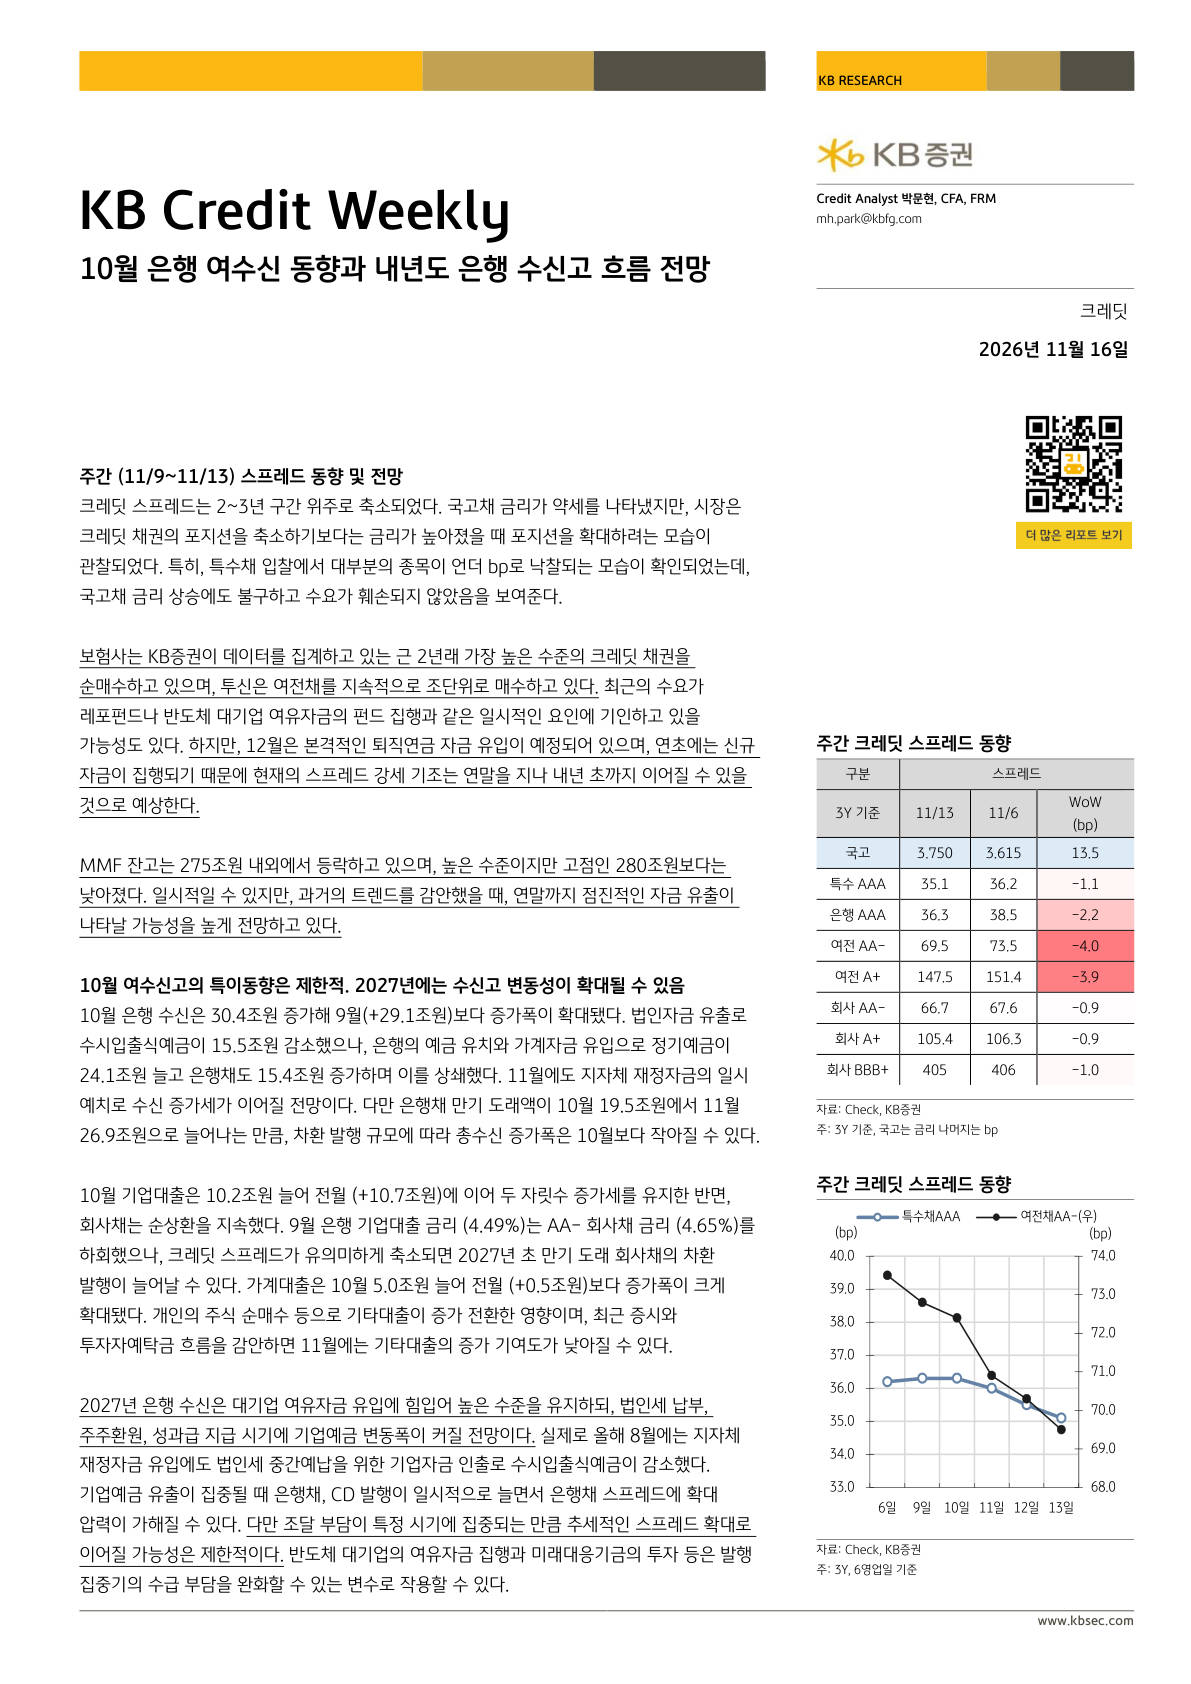 KB RESEARCH
KB증권
KB Credit Weekly
10월 은행 여수신 동향과 내년도 은행 수신고 흐름 전망
Credit Analyst 박문현, CFA, FRM
mh.park@kbfg.com
크레딧
2026년 11월 16일
더 많은 리포트 보기
주간 (11/9~11/13) 스프레드 동향 및 전망
크레딧 스프레드는 2~3년 구간 위주로 축소되었다. 국고채 금리가 약세를 나타냈지만, 시장은
크레딧 채권의 포지션을 축소하기보다는 금리가 높아졌을 때 포지션을 확대하려는 모습이
관찰되었다. 특히, 특수채 입찰에서 대부분의 종목이 언더 bp로 낙찰되는 모습이 확인되었는데,
국고채 금리 상승에도 불구하고 수요가 훼손되지 않았음을 보여준다.
보험사는 KB증권이 데이터를 집계하고 있는 근 2년래 가장 높은 수준의 크레딧 채권을
순매수하고 있으며, 투신은 여전채를 지속적으로 조단위로 매수하고 있다. 최근의 수요가
레포펀드나 반도체 대기업 여유자금의 펀드 집행과 같은 일시적인 요인에 기인하고 있을
가능성도 있다. 하지만, 12월은 본격적인 퇴직연금 자금 유입이 예정되어 있으며, 연초에는 신규
자금이 집행되기 때문에 현재의 스프레드 강세 기조는 연말을 지나 내년 초까지 이어질 수 있을
것으로 예상한다.
MMF 잔고는 275조원 내외에서 등락하고 있으며, 높은 수준이지만 고점인 280조원보다는
낮아졌다. 일시적일 수 있지만, 과거의 트렌드를 감안했을 때, 연말까지 점진적인 자금 유출이
나타날 가능성을 높게 전망하고 있다.
10월 여수신고의 특이동향은 제한적. 2027년에는 수신고 변동성이 확대될 수 있음
10월 은행 수신은 30.4조원 증가해 9월(+29.1조원)보다 증가폭이 확대됐다. 법인자금 유출로
수시입출식예금이 15.5조원 감소했으나, 은행의 예금 유치와 가계자금 유입으로 정기예금이
24.1조원 늘고 은행채도 15.4조원 증가하며 이를 상쇄했다. 11월에도 지자체 재정자금의 일시
예치로 수신 증가세가 이어질 전망이다. 다만 은행채 만기 도래액이 10월 19.5조원에서 11월
26.9조원으로 늘어나는 만큼, 차환 발행 규모에 따라 총수신 증가폭은 10월보다 작아질 수 있다.
10월 기업대출은 10.2조원 늘어 전월 (+10.7조원)에 이어 두 자릿수 증가세를 유지한 반면,
회사채는 순상환을 지속했다. 9월 은행 기업대출 금리 (4.49%)는 AA- 회사채 금리 (4.65%)를
하회했으나, 크레딧 스프레드가 유의미하게 축소되면 2027년 초 만기 도래 회사채의 차환
발행이 늘어날 수 있다. 가계대출은 10월 5.0조원 늘어 전월 (+0.5조원)보다 증가폭이 크게
확대됐다. 개인의 주식 순매수 등으로 기타대출이 증가 전환한 영향이며, 최근 증시와
투자자예탁금 흐름을 감안하면 11월에는 기타대출의 증가 기여도가 낮아질 수 있다.
2027년 은행 수신은 대기업 여유자금 유입에 힘입어 높은 수준을 유지하되, 법인세 납부,
주주환원, 성과급 지급 시기에 기업예금 변동폭이 커질 전망이다. 실제로 올해 8월에는 지자체
재정자금 유입에도 법인세 중간예납을 위한 기업자금 인출로 수시입출식예금이 감소했다.
기업예금 유출이 집중될 때 은행채, CD 발행이 일시적으로 늘면서 은행채 스프레드에 확대
압력이 가해질 수 있다. 다만 조달 부담이 특정 시기에 집중되는 만큼 추세적인 스프레드 확대로
이어질 가능성은 제한적이다. 반도체 대기업의 여유자금 집행과 미래대응기금의 투자 등은 발행
집중기의 수급 부담을 완화할 수 있는 변수로 작용할 수 있다.
주간 크레딧 스프레드 동향
구분 스프레드
3Y 기준 11/13 11/6 WoW (bp)
국고 3.750 3.615 13.5
특수 AAA 35.1 36.2 -1.1
은행 AAA 36.3 38.5 -2.2
여전 AA- 69.5 73.5 -4.0
여전 A+ 147.5 151.4 -3.9
회사 AA- 66.7 67.6 -0.9
회사 A+ 105.4 106.3 -0.9
회사 BBB+ 405 406 -1.0
자료: Check, KB증권
주: 3Y 기준, 국고는 금리 나머지는 bp
주간 크레딧 스프레드 동향
특수채AAA 여전채AA-(우)
(bp) (bp)
40.0 74.0
39.0 73.0
38.0 72.0
37.0 71.0
36.0 70.0
35.0 69.0
34.0
33.0 68.0
6일 9일 10일 11일 12일 13일
자료: Check, KB증권
주: 3Y, 6영업일 기준
www.kbsec.com